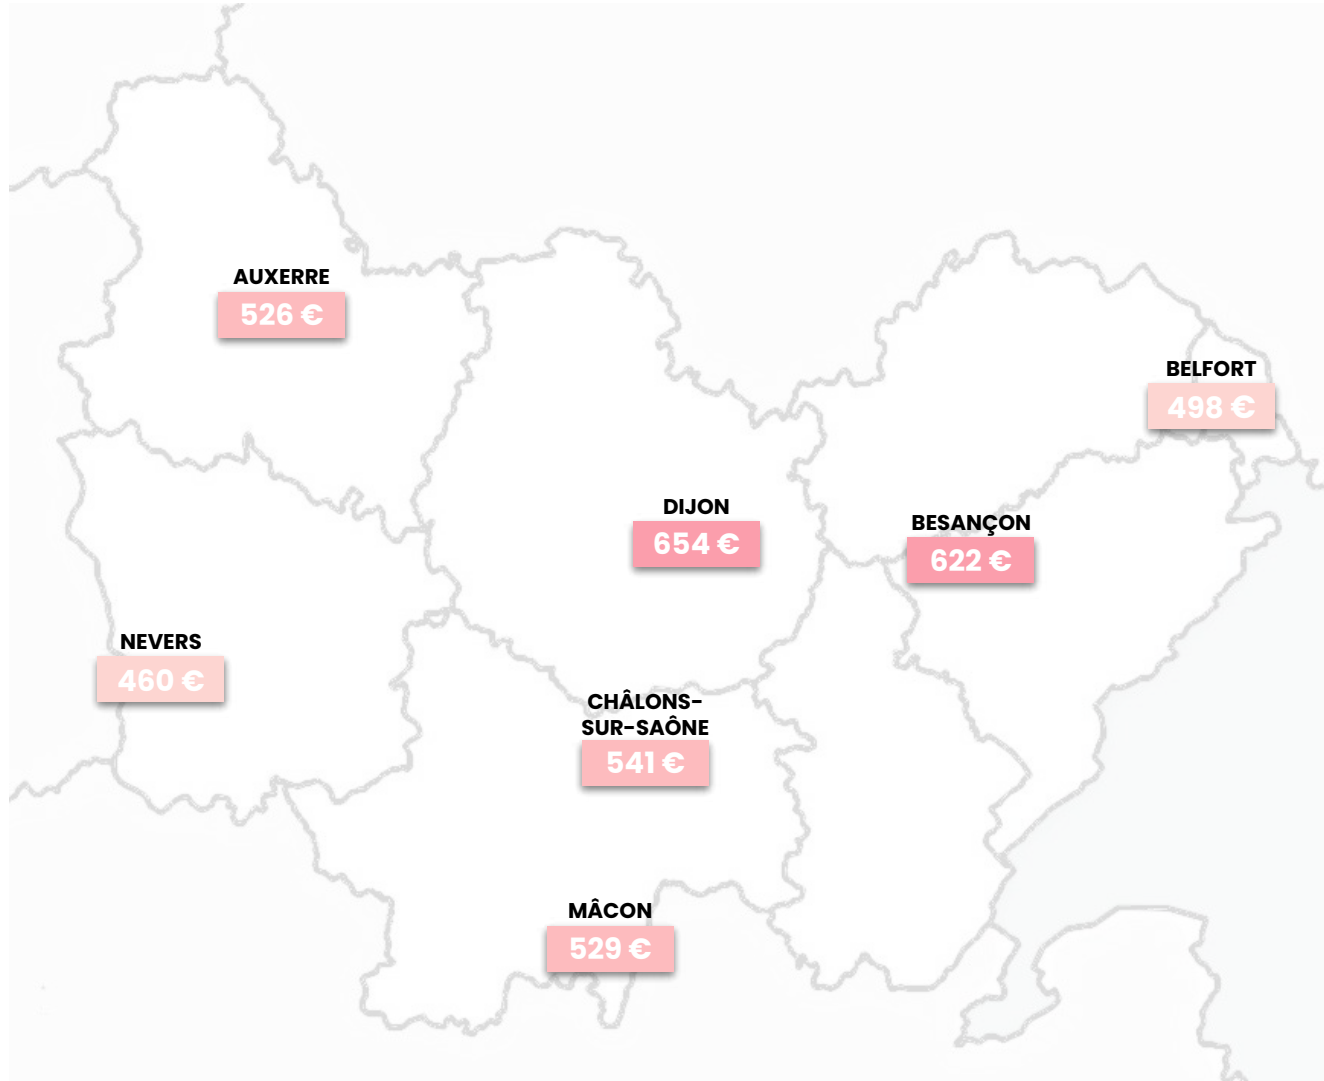 AUXERRE
526 €
BELFORT
498 €
DIJON
654 €
BESANÇON
622 €
NEVERS
460 €
CHÂLONS-
SUR-SAÔNE
541 €
MÂCON
529 €